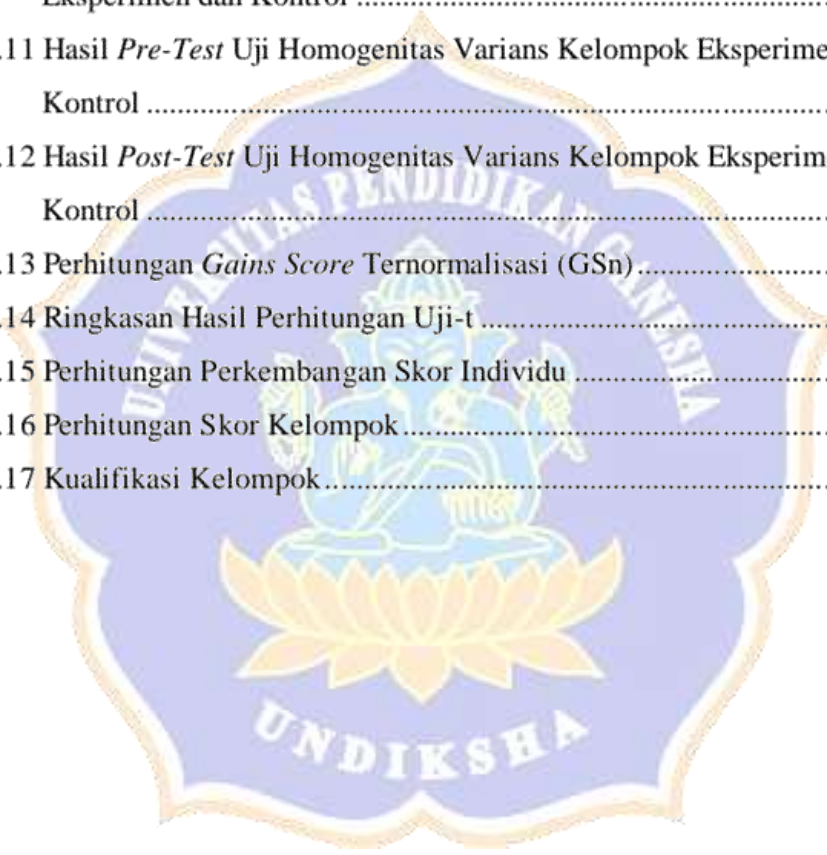 Eksperimen dan Kontrol ........................................................
.11 Hasil Pre-Test Uji Homogenitas Varians Kelompok Eksperime
Kontrol ........................................................................................
.12 Hasil Post-Test Uji Homogenitas Varians Kelompok Eksperim
Kontrol ........................................................................................
.13 Perhitungan Gains Score Ternormalisasi (GSn)........................
.14 Ringkasan Hasil Perhitungan Uji-t ............................................
.15 Perhitungan Perkembangan Skor Individu ................................
.16 Perhitungan Skor Kelompok.......................................................
.17 Kualifikasi Kelompok..................................................................
UNIVERSITAS PENDIDIKAN GANESHA
UNDIKSHA